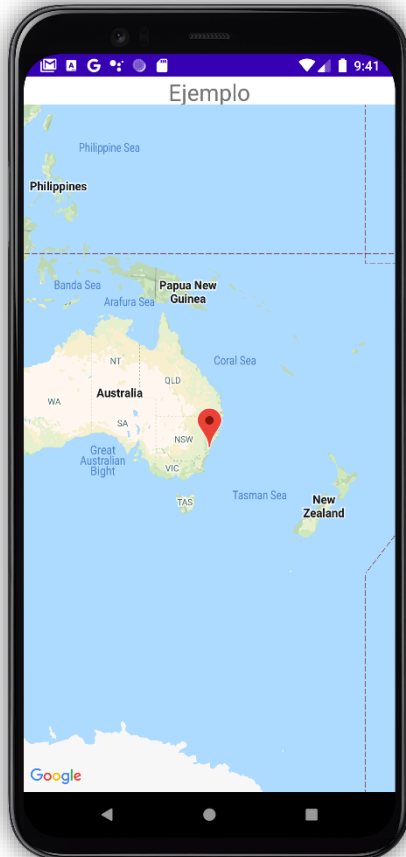 9:41
Ejemplo
Philippine Sea
Philippines
Banda Sea
Papua New
Guinea
Arafura Sea
Coral Sea
NT
QLD
Australia
WA
SA
NSW
Great
Australian
Bight
VIC
Tasman Sea
New
Zealand
TAS
Google